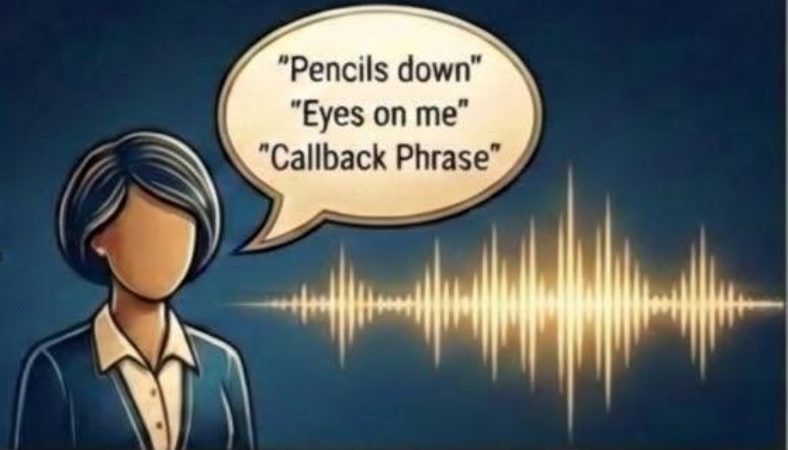 "Pencils down"
"Eyes on me"
"Callback Phrase"